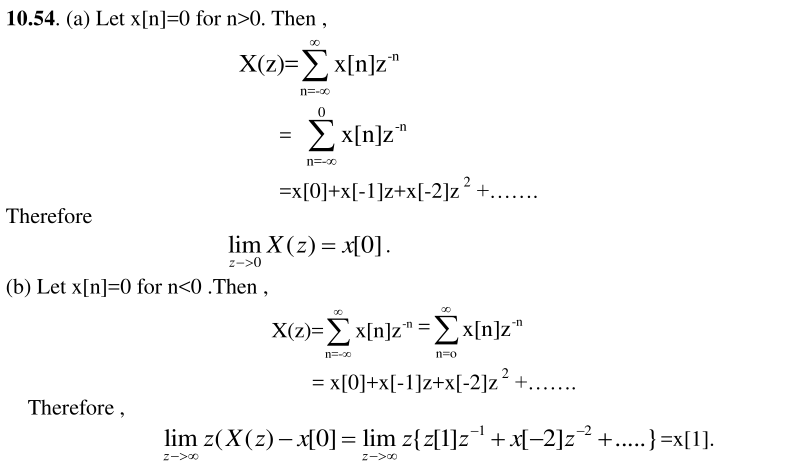 10.54. (a) Let x[n]=0 for n>0. Then ,
X(z)=∑_{n=-∞}^{∞} x[n]z^{-n}
= ∑_{n=-∞}^{0} x[n]z^{-n}
=x[0]+x[-1]z+x[-2]z^2 +.......
Therefore
lim_{z-->0} X(z) = x[0].
(b) Let x[n]=0 for n<0 .Then ,
X(z)=∑_{n=-∞}^{∞} x[n]z^{-n} = ∑_{n=o}^{∞} x[n]z^{-n}
= x[0]+x[-1]z+x[-2]z^2 +.......
Therefore ,
lim_{z-->∞} z(X(z) − x[0] = lim_{z-->∞} z{z[1]z^{−1} + x[−2]z^{−2} + .....}=x[1].